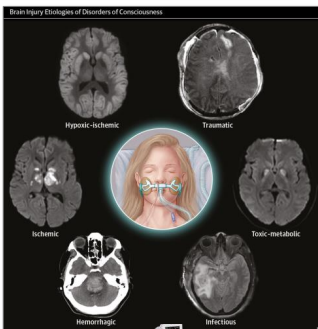 Brain Injury Etiologies of Disorders of Consciousness
Hypoxic-ischemic
Traumatic
Ischemic
Toxic-metabolic
Hemorrhagic
Infectious